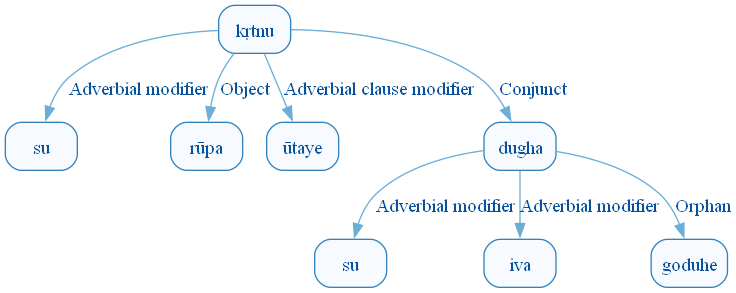 kṛtnu
Adverbial modifier Object Adverbial clause modifier Conjunct
su rūpa ūtaye dugha
Adverbial modifier Adverbial modifier Orphan
su iva goduhe